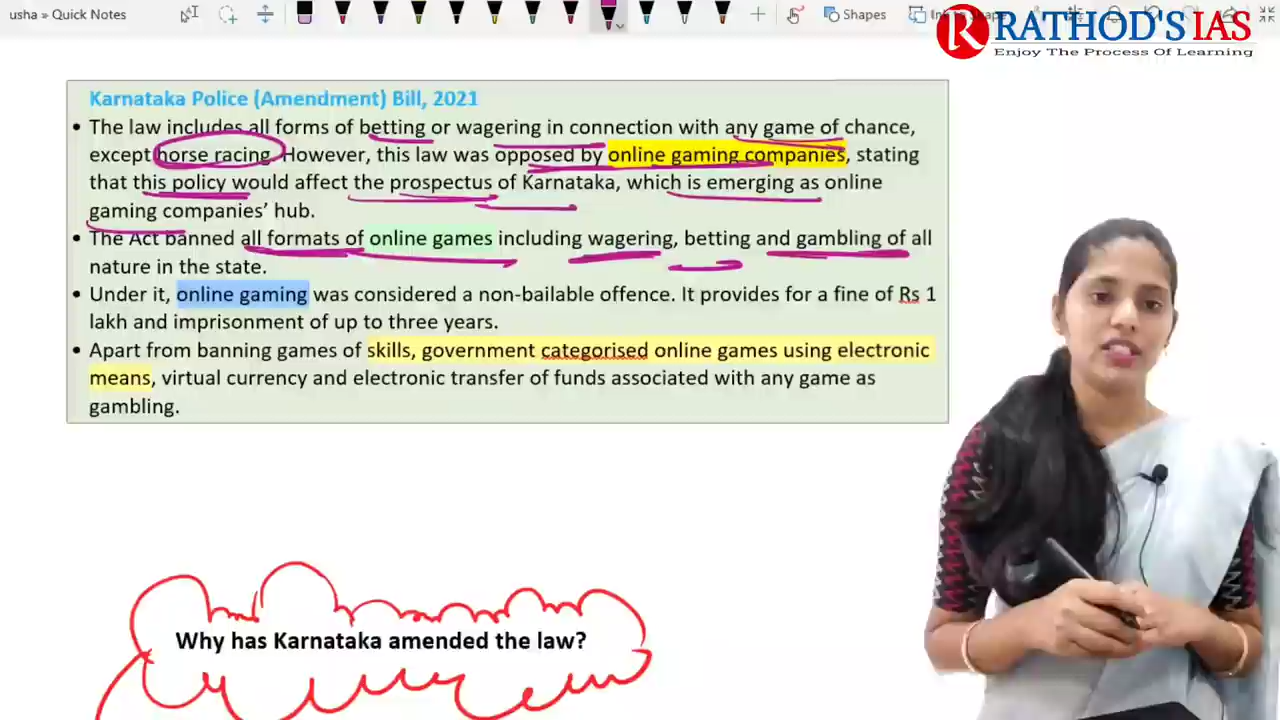 usha » Quick Notes
Shapes
RATHOD'S IAS
Enjoy The Process Of Learning
Karnataka Police (Amendment) Bill, 2021
• The law includes all forms of betting or wagering in connection with any game of chance,
except horse racing. However, this law was opposed by online gaming companies, stating
that this policy would affect the prospectus of Karnataka, which is emerging as online
gaming companies’ hub.
• The Act banned all formats of online games including wagering, betting and gambling of all
nature in the state.
• Under it, online gaming was considered a non-bailable offence. It provides for a fine of Rs 1
lakh and imprisonment of up to three years.
• Apart from banning games of skills, government categorised online games using electronic
means, virtual currency and electronic transfer of funds associated with any game as
gambling.
Why has Karnataka amended the law?